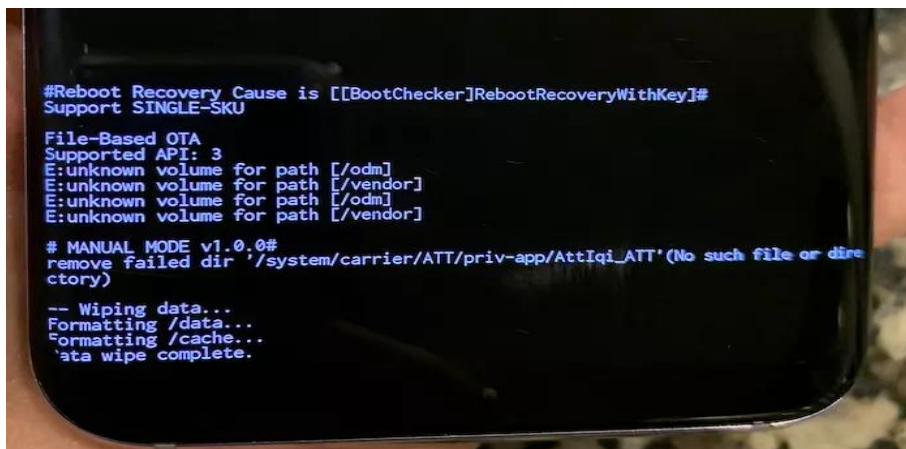 #Reboot Recovery Cause is [[BootChecker]RebootRecoveryWithKey]#
Support SINGLE-SKU
File-Based OTA
Supported API: 3
E:unknown volume for path [/odm]
E:unknown volume for path [/vendor]
E:unknown volume for path [/odm]
E:unknown volume for path [/vendor]
# MANUAL MODE v1.0.0#
remove failed dir '/system/carrier/ATT/priv-app/AttIqi_ATT'(No such file or dire
ctory)
-- Wiping data...
Formatting /data...
Formatting /cache...
Data wipe complete.